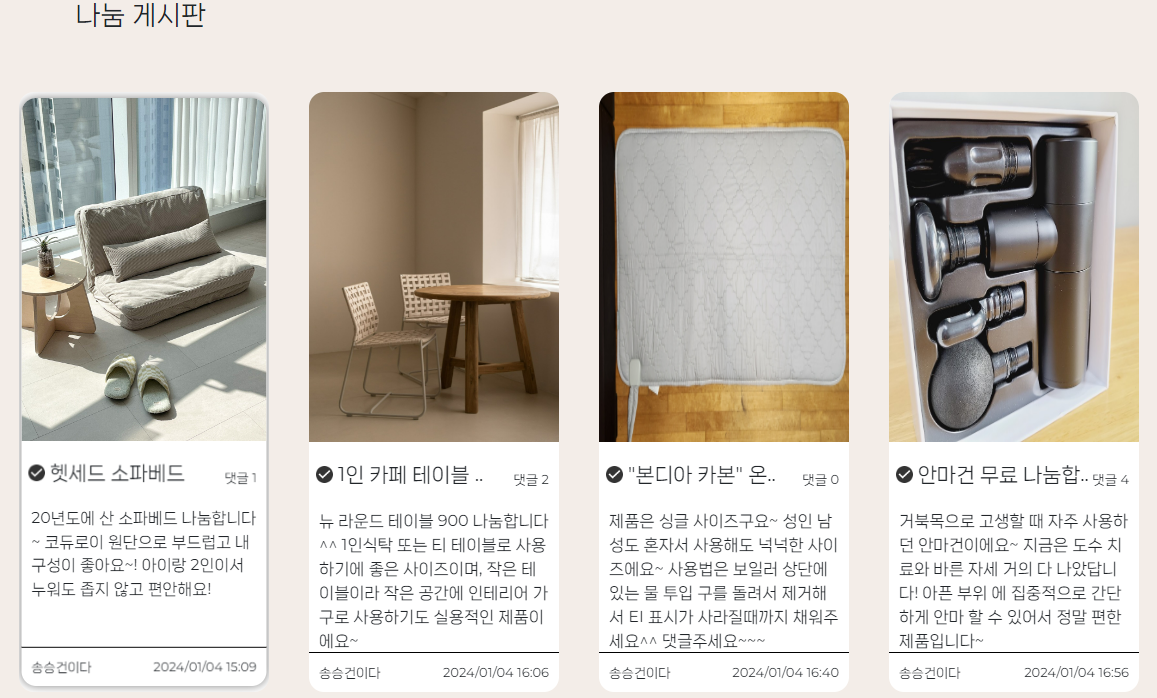 나눔 게시판
헷세드 소파베드 댓글 1
20년도에 산 소파베드 나눔합니다
~ 코듀로이 원단으로 부드럽고 내
구성이 좋아요~! 아이랑 2인이서
누워도 좁지 않고 편안해요!
송승건이다 2024/01/04 15:09
1인 카페 테이블 .. 댓글 2
뉴 라운드 테이블 900 나눔합니다
^^ 1인식탁 또는 티 테이블로 사용
하기에 좋은 사이즈이며, 작은 테
이블이라 작은 공간에 인테리어 가
구로 사용하기도 실용적인 제품이
에요~
송승건이다 2024/01/04 16:06
"본디아 카본" 온.. 댓글 0
제품은 싱글 사이즈구요~ 성인 남
성도 혼자서 사용해도 넉넉한 사이
즈에요~ 사용법은 보일러 상단에
있는 물 투입 구를 돌려서 제거해
서 E1 표시가 사라질때까지 채워주
세요^^ 댓글주세요~~~
송승건이다 2024/01/04 16:40
안마건 무료 나눔합.. 댓글 4
거북목으로 고생할 때 자주 사용하
던 안마건이에요~ 지금은 도수 치
료와 바른 자세 거의 다 나았답니
다! 아픈 부위 에 집중적으로 간단
하게 안마 할 수 있어서 정말 편한
제품입니다~
송승건이다 2024/01/04 16:56